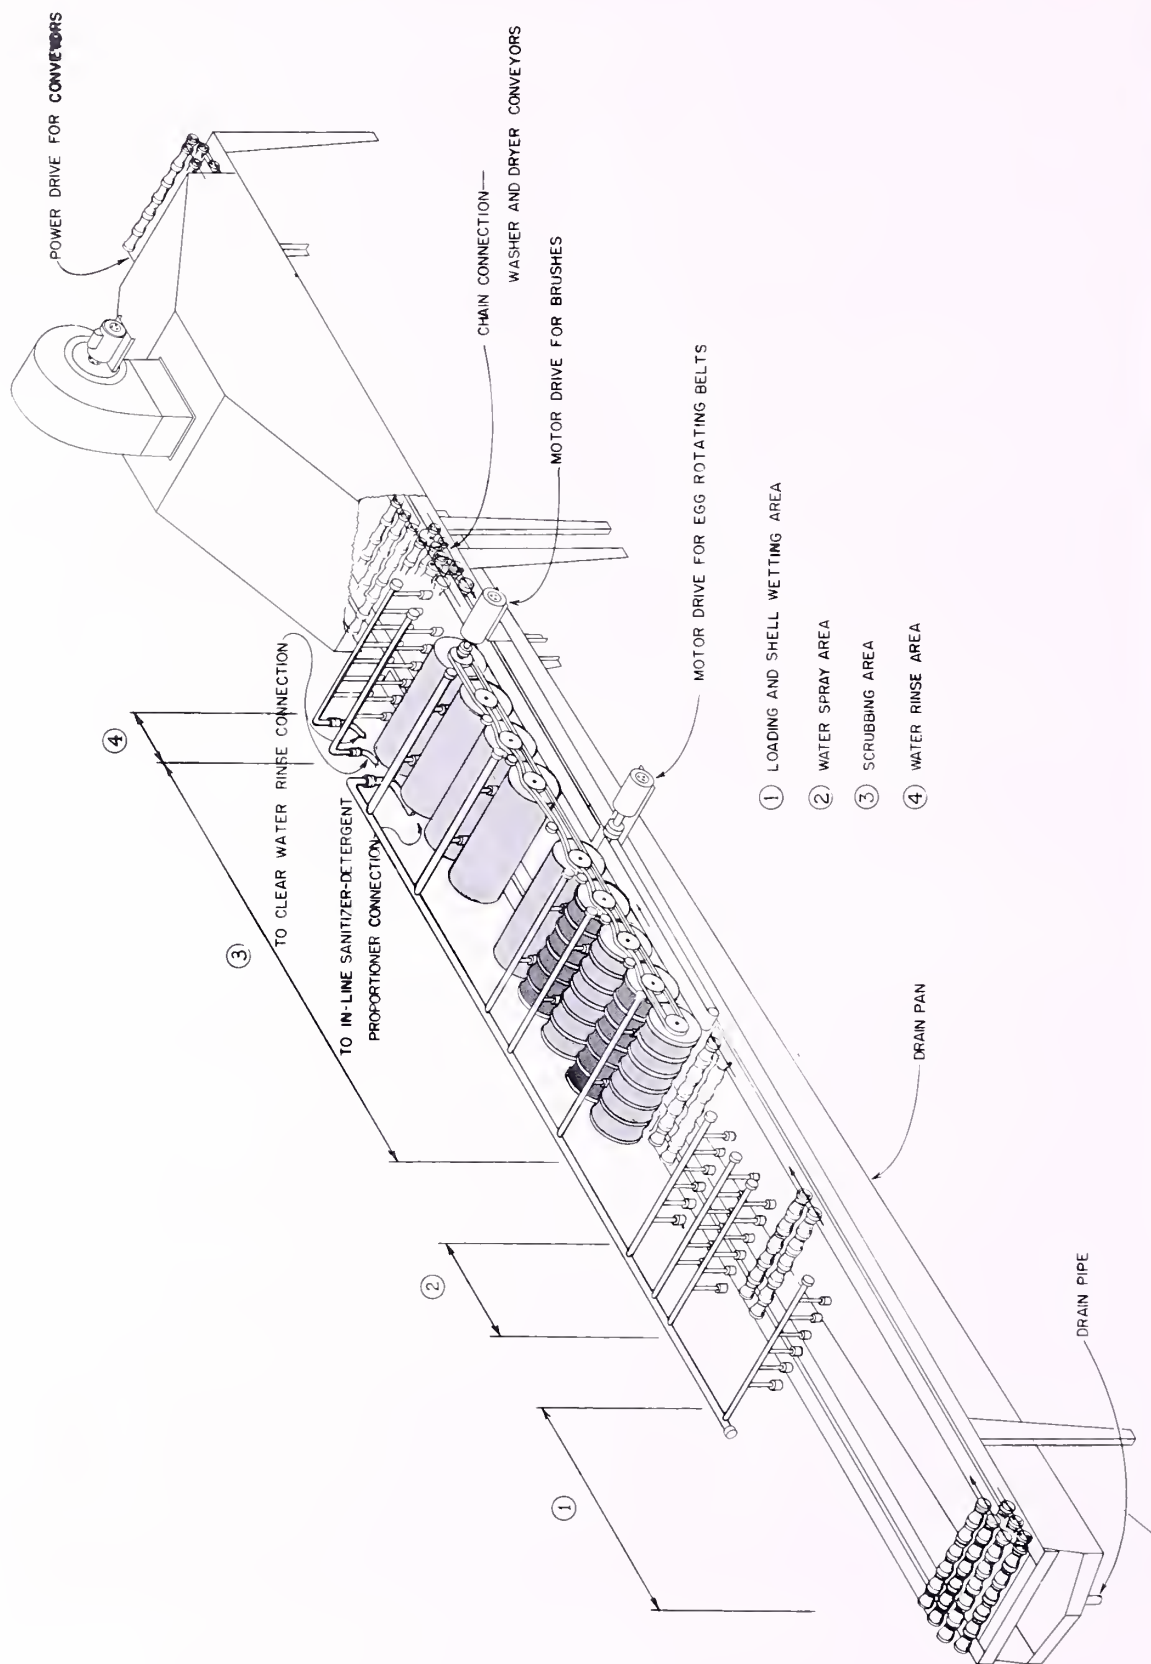 POWER DRIVE FOR CONVEYORS
CHAIN CONNECTION—
WASHER AND DRYER CONVEYORS
MOTOR DRIVE FOR BRUSHES
MOTOR DRIVE FOR EGG ROTATING BELTS
④
TO CLEAR WATER RINSE CONNECTION
③
TO IN-LINE SANITIZER-DETERGENT
PROPORTIONER CONNECTION
②
①
① LOADING AND SHELL WETTING AREA
② WATER SPRAY AREA
③ SCRUBBING AREA
④ WATER RINSE AREA
DRAIN PAN
DRAIN PIPE